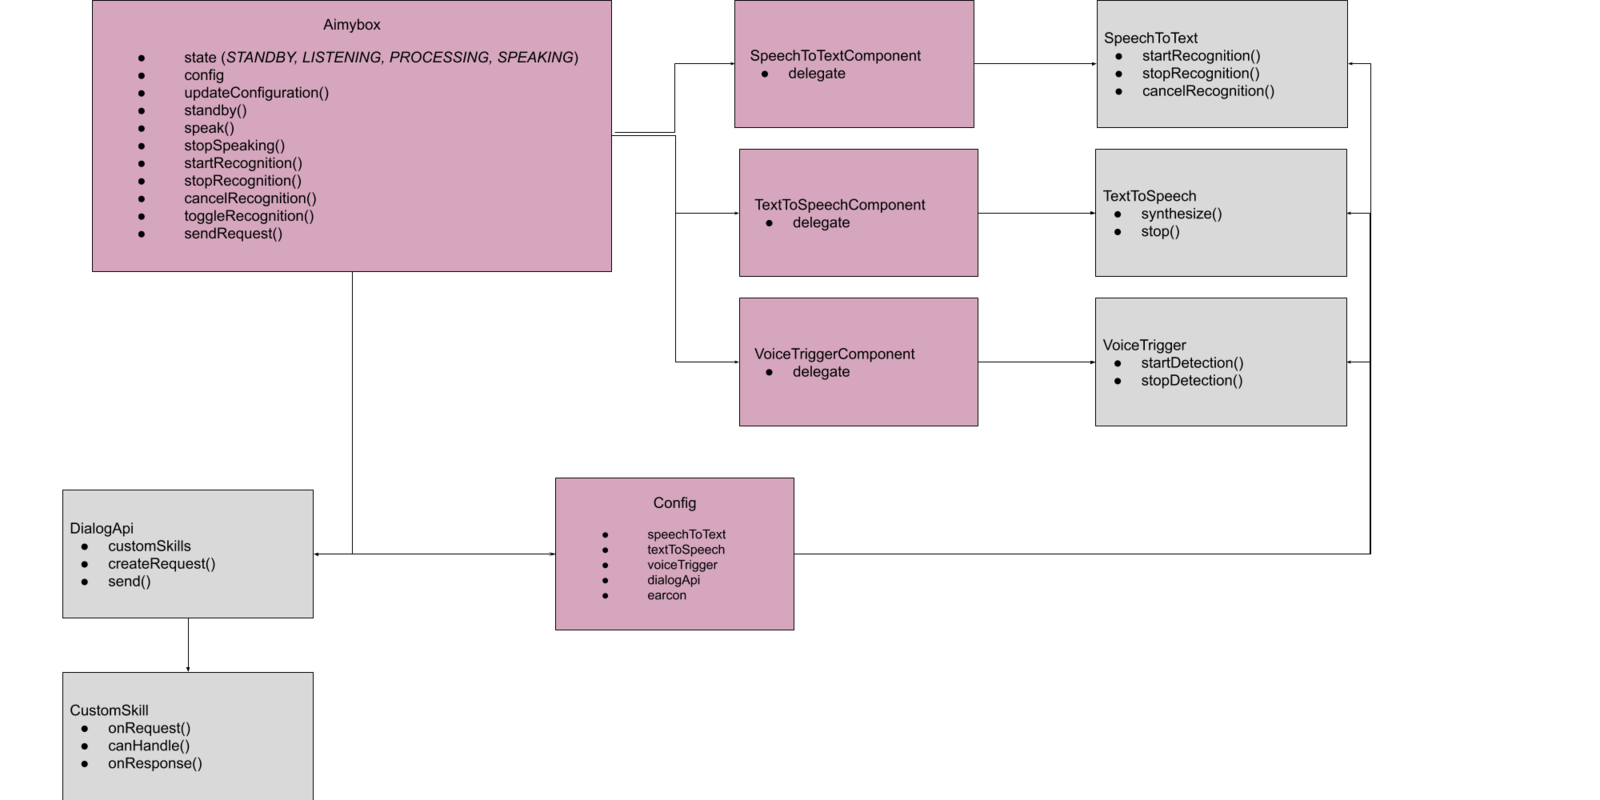 Aimybox
● state (STANDBY, LISTENING, PROCESSING, SPEAKING)
● config
● updateConfiguration()
● standby()
● speak()
● stopSpeaking()
● startRecognition()
● stopRecognition()
● cancelRecognition()
● toggleRecognition()
● sendRequest()
SpeechToTextComponent
● delegate
SpeechToText
● startRecognition()
● stopRecognition()
● cancelRecognition()
TextToSpeechComponent
● delegate
TextToSpeech
● synthesize()
● stop()
VoiceTriggerComponent
● delegate
VoiceTrigger
● startDetection()
● stopDetection()
DialogApi
● customSkills
● createRequest()
● send()
Config
● speechToText
● textToSpeech
● voiceTrigger
● dialogApi
● earcon
CustomSkill
● onRequest()
● canHandle()
● onResponse()